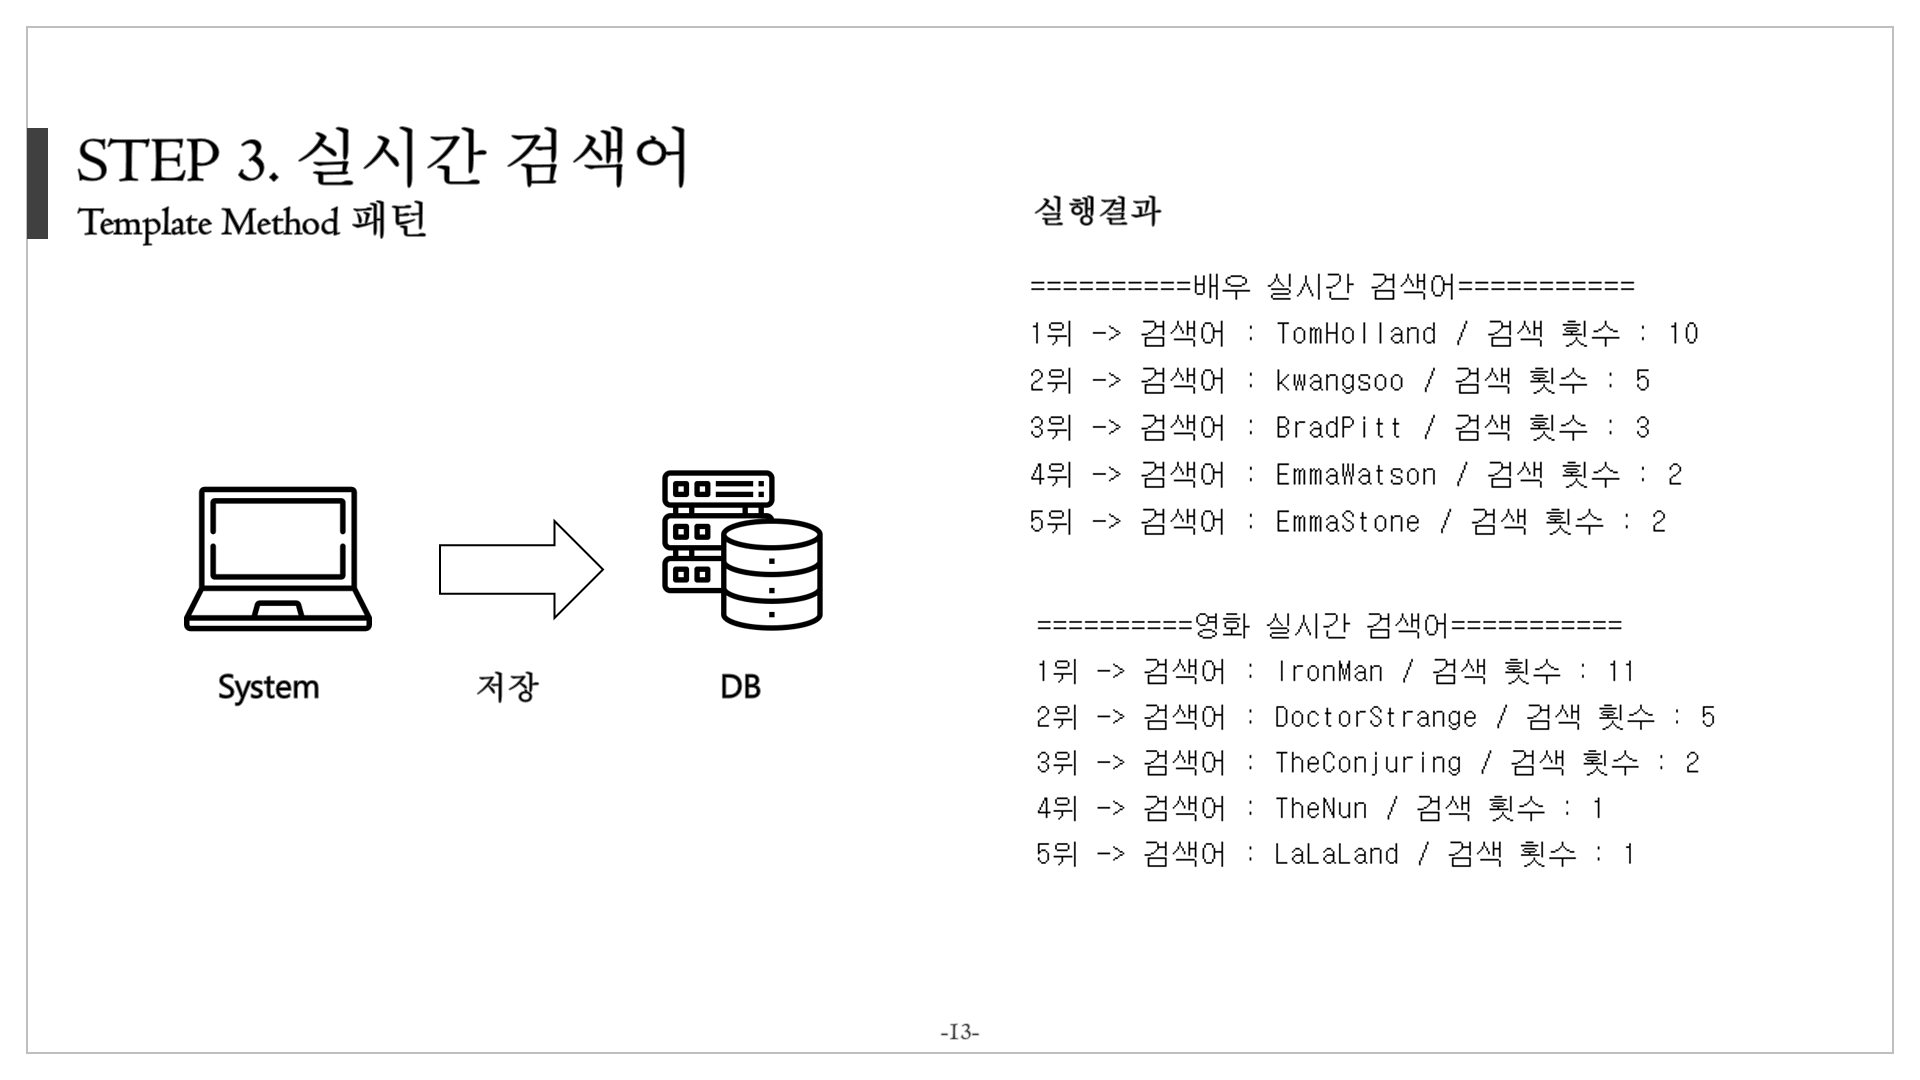 STEP 3. 실시간 검색어
Template Method 패턴
System
저장
DB
실행결과
==========배우 실시간 검색어===========
1위 -> 검색어 : TomHolland / 검색 횟수 : 10
2위 -> 검색어 : kwangsoo / 검색 횟수 : 5
3위 -> 검색어 : BradPitt / 검색 횟수 : 3
4위 -> 검색어 : EmmaWatson / 검색 횟수 : 2
5위 -> 검색어 : EmmaStone / 검색 횟수 : 2
==========영화 실시간 검색어===========
1위 -> 검색어 : IronMan / 검색 횟수 : 11
2위 -> 검색어 : DoctorStrange / 검색 횟수 : 5
3위 -> 검색어 : TheConjuring / 검색 횟수 : 2
4위 -> 검색어 : TheNun / 검색 횟수 : 1
5위 -> 검색어 : LaLaLand / 검색 횟수 : 1
-13-